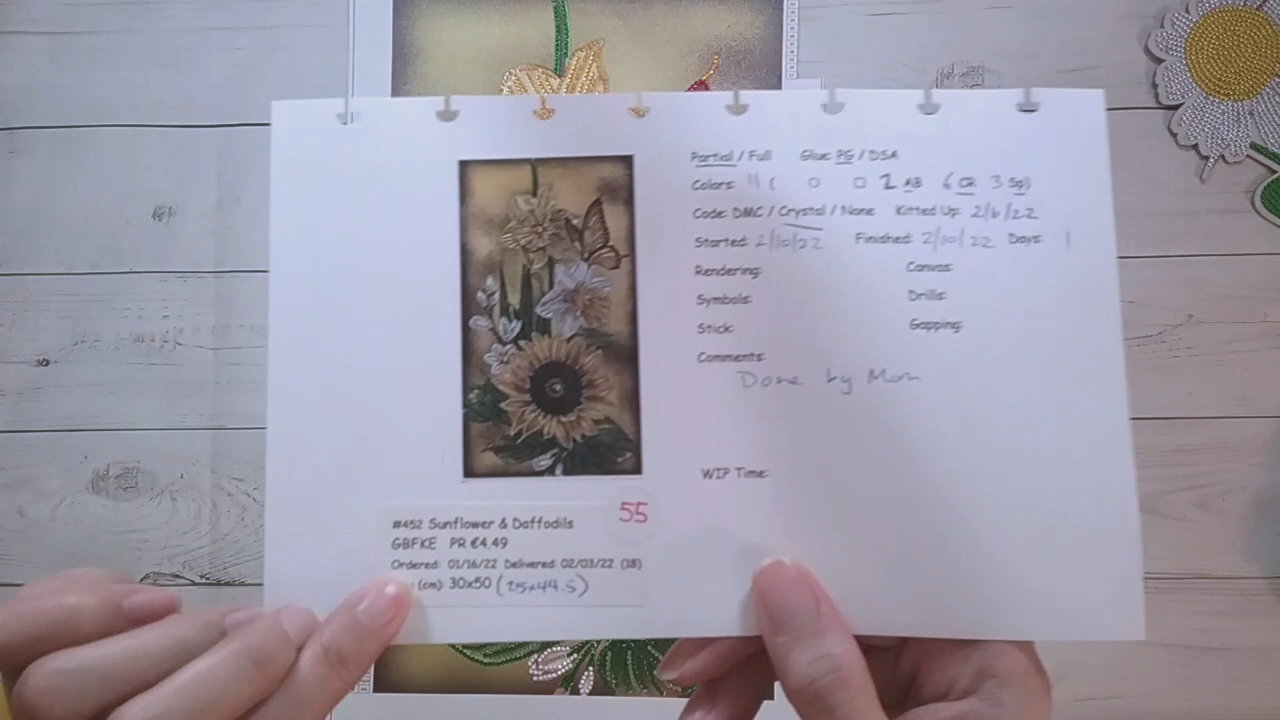 Partial / Full Glue: PG / DSA
Colors: 11 ( ○ □ 2 AB 6 CR 3 Sp)
Code: DMC / Crystal / None Kitted Up: 2/6/22
Started: 2/10/22 Finished: 2/10/22 Days: 1
Rendering: Canvas:
Symbols: Drills:
Stick: Gapping:
Comments:
Done by Mom
WIP Time:
55
#452 Sunflower & Daffodils
GBFKE PR €4.49
Ordered: 01/16/22 Delivered: 02/03/22 (18)
(cm): 30x50 (25x44.5)